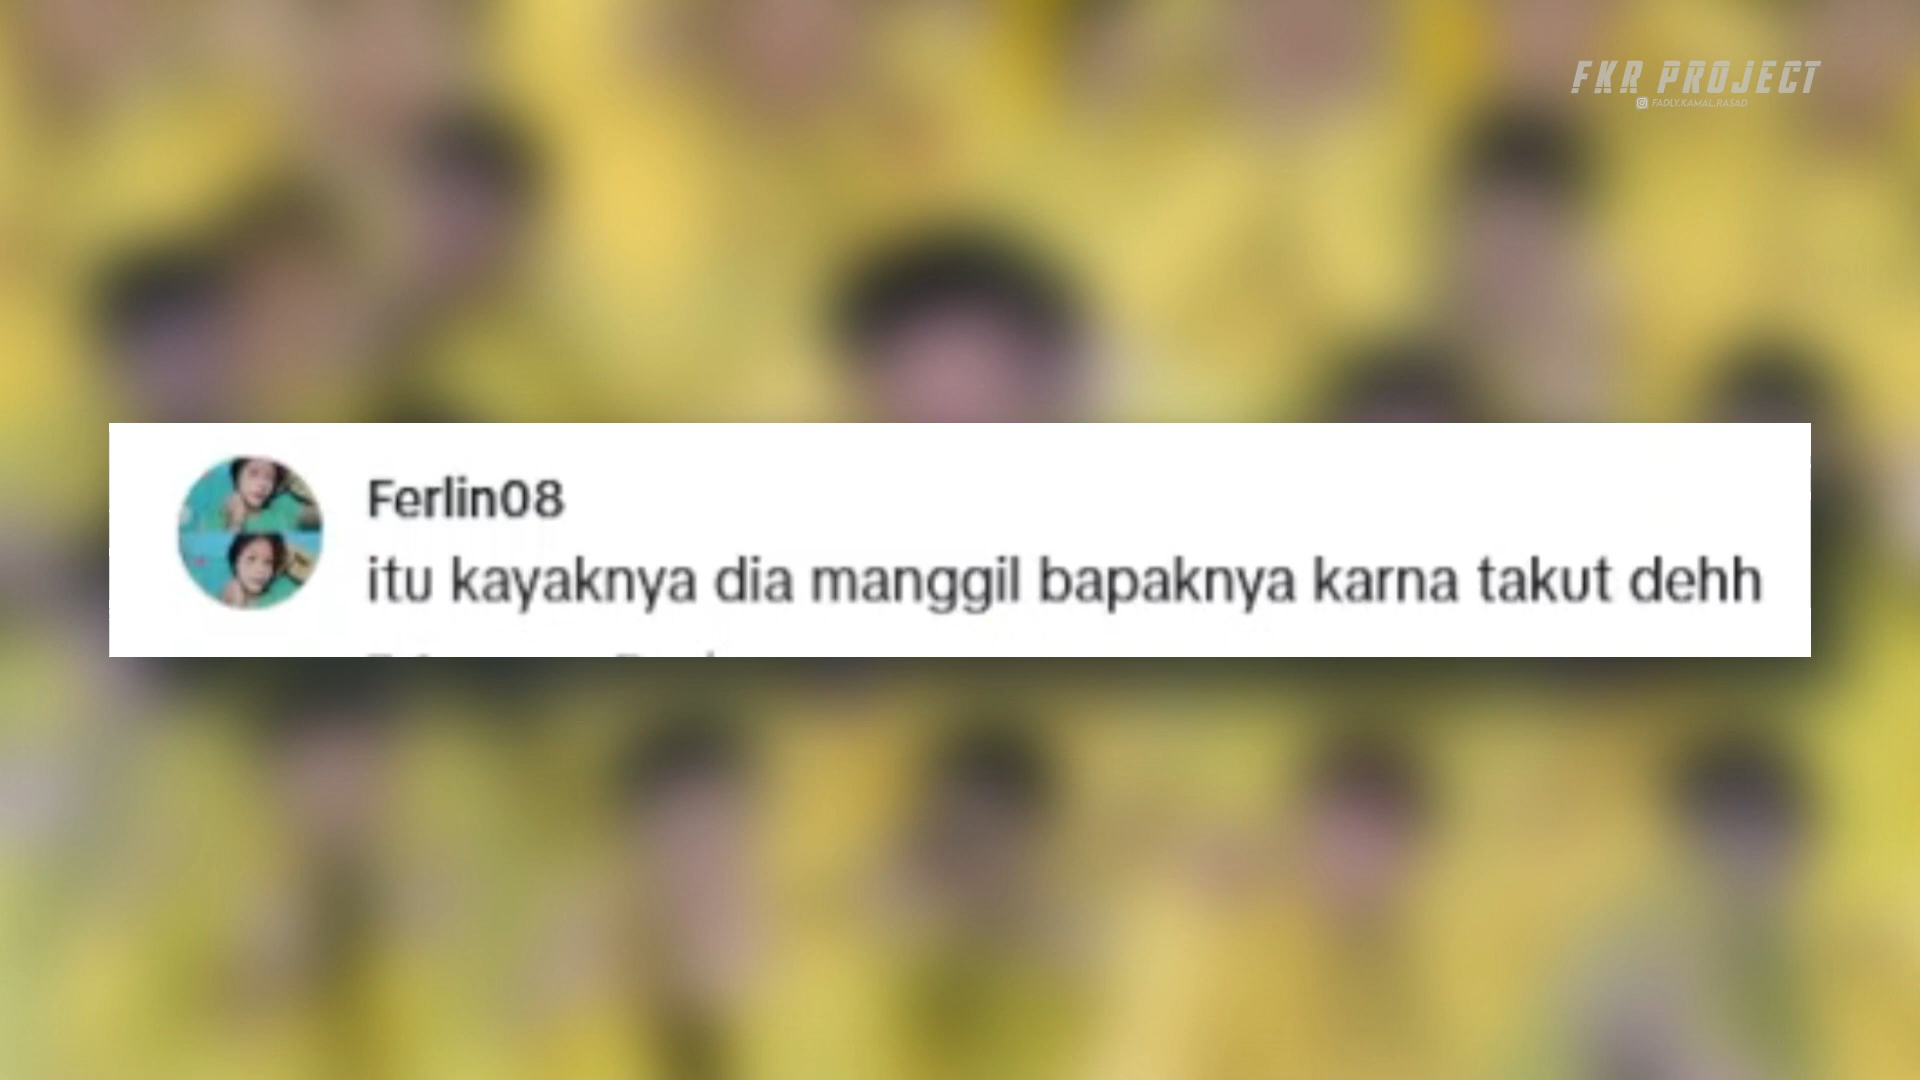 FKR PROJECT
FADLY.KAMAL.RASAD
Ferlin08
itu kayaknya dia manggil bapaknya karna takut dehh